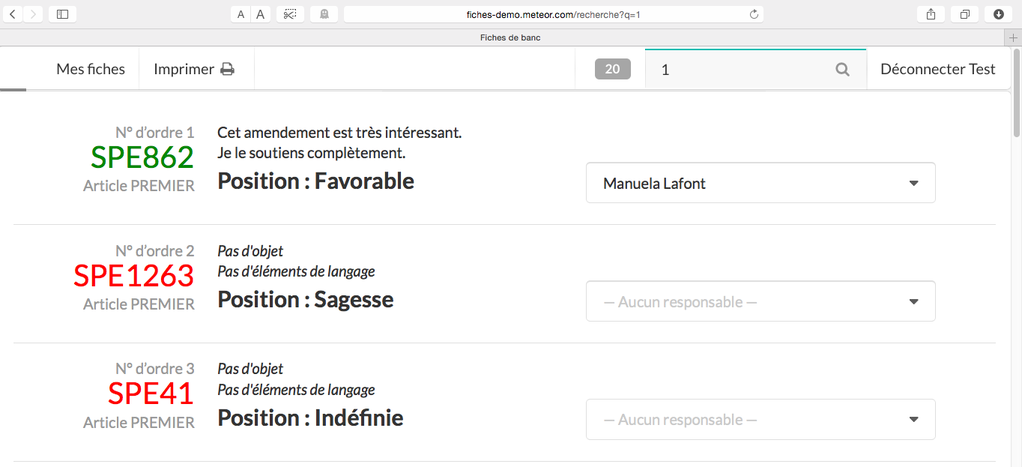 A A
fiches-demo.meteor.com/recherche?q=1
Fiches de banc
Mes fiches
Imprimer
20
1
Déconnecter Test
N° d'ordre 1
SPE862
Article PREMIER
Cet amendement est très intéressant.
Je le soutiens complètement.
Position : Favorable
Manuela Lafont
N° d'ordre 2
SPE1263
Article PREMIER
Pas d'objet
Pas d'éléments de langage
Position : Sagesse
— Aucun responsable —
N° d'ordre 3
SPE41
Article PREMIER
Pas d'objet
Pas d'éléments de langage
Position : Indéfinie
— Aucun responsable —